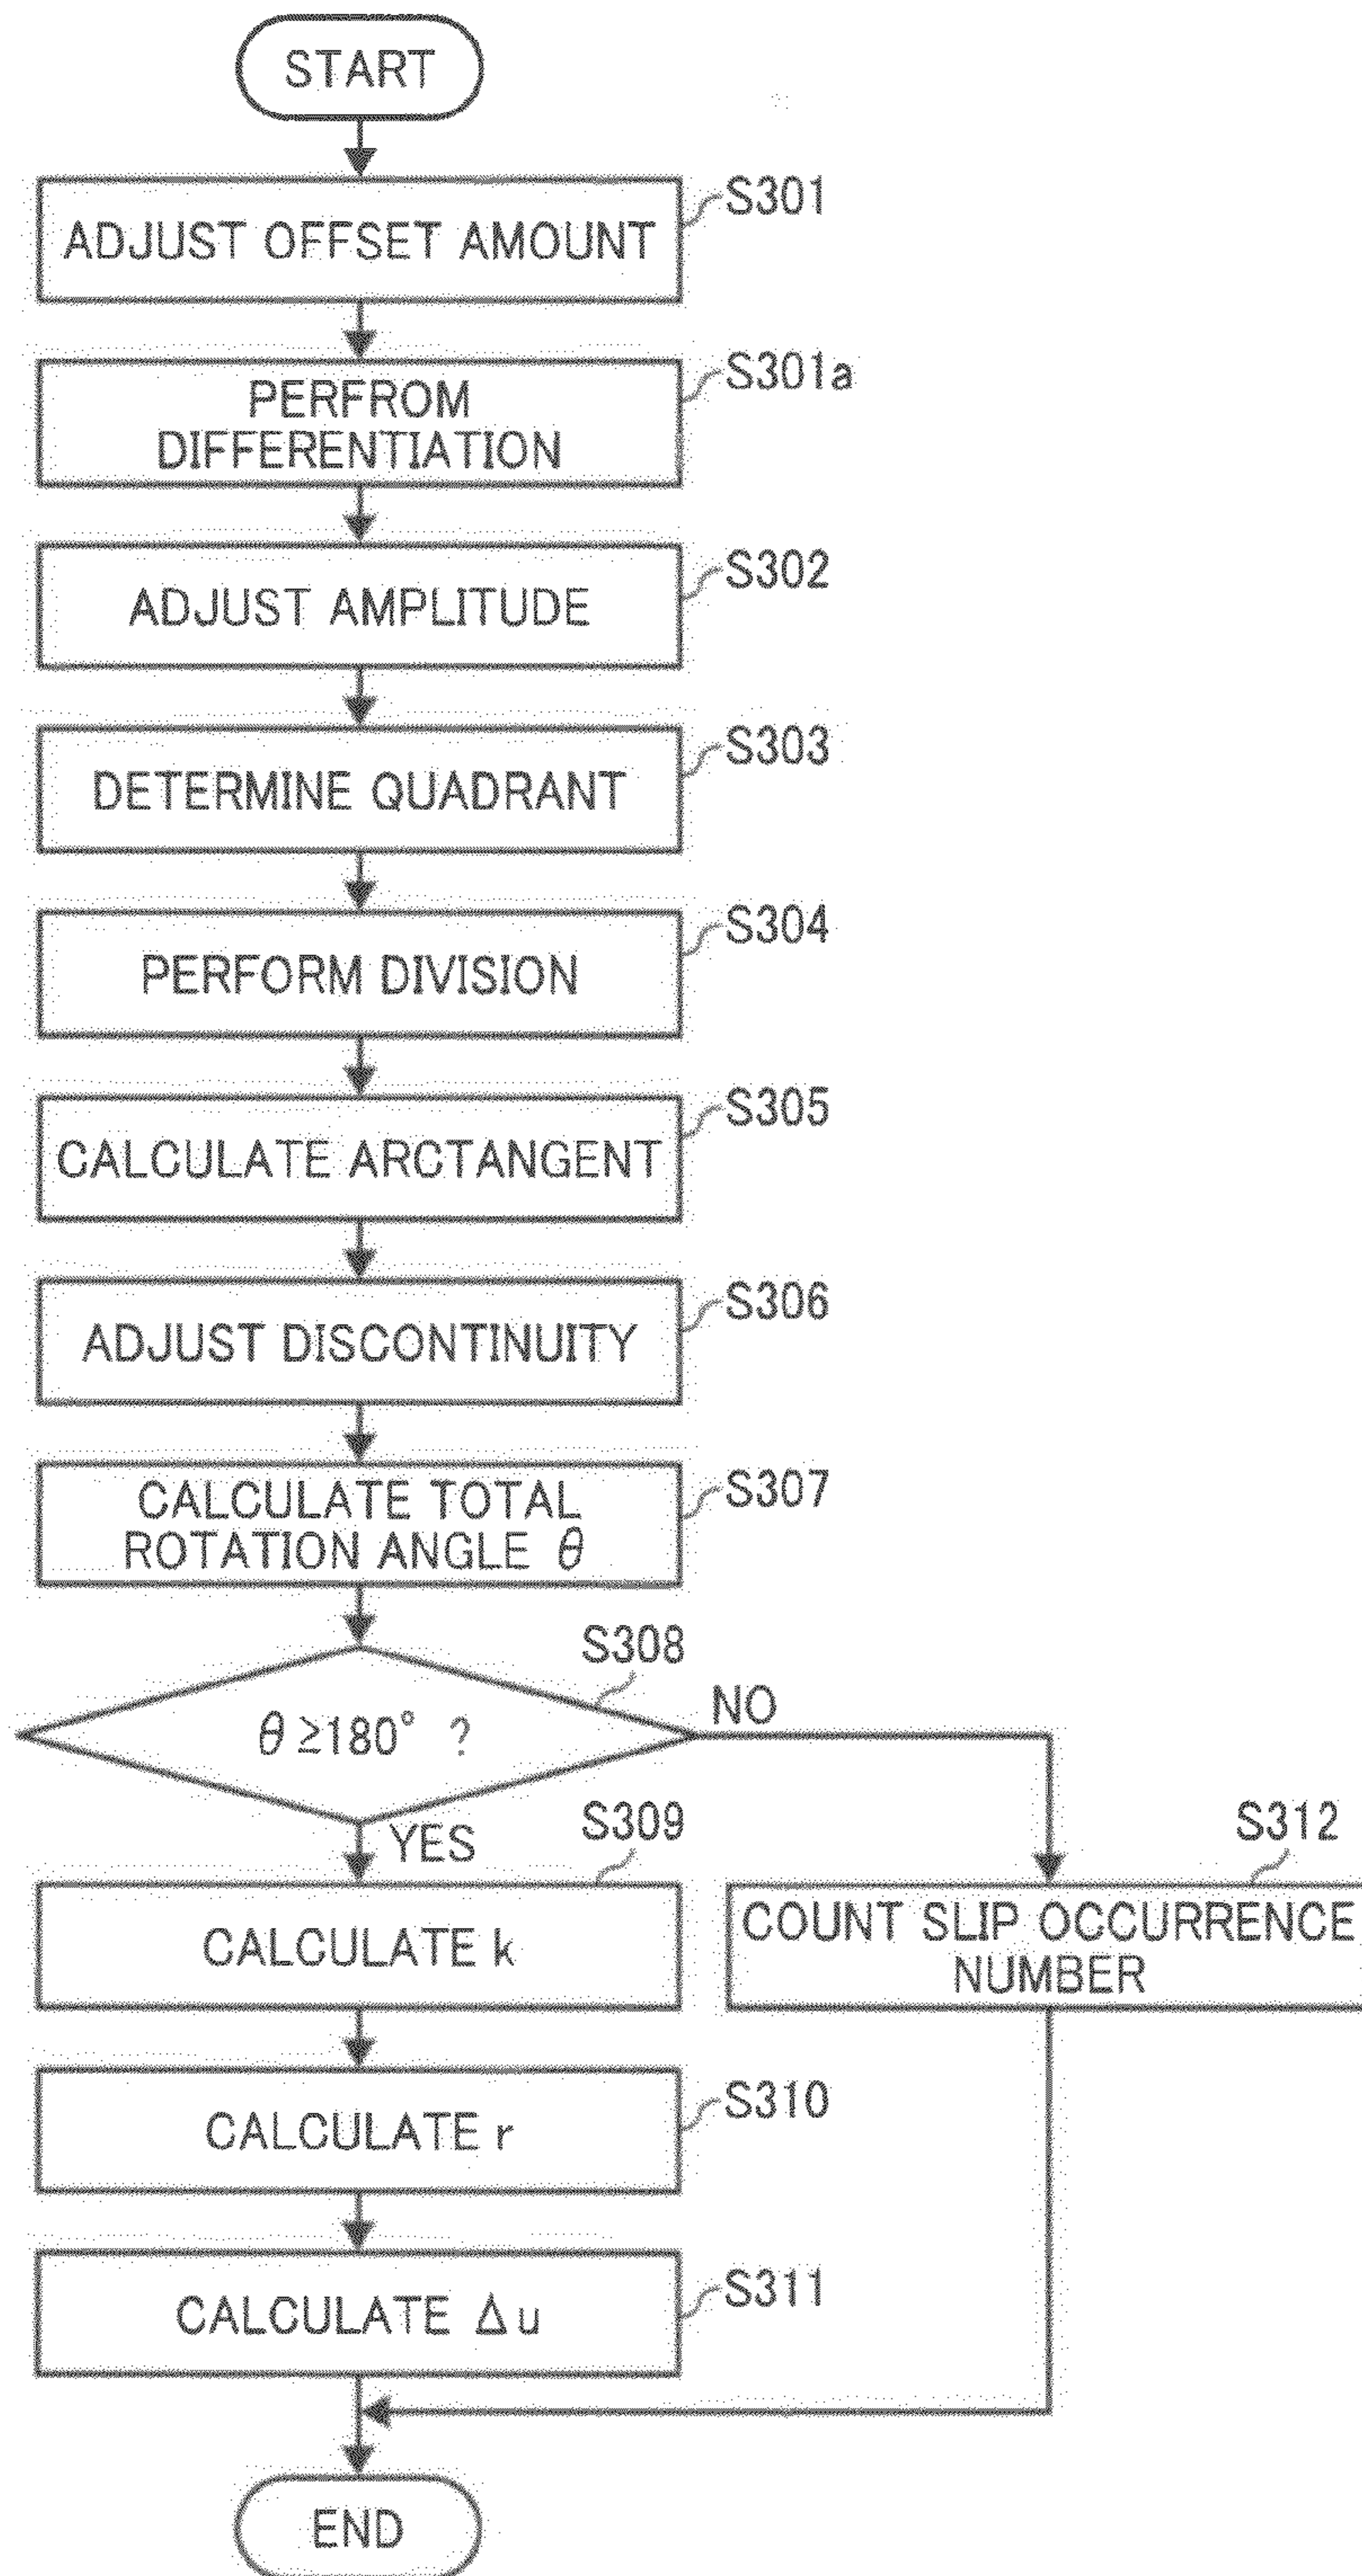 START
S301
ADJUST OFFSET AMOUNT
S301a
PERFROM
DIFFERENTIATION
S302
ADJUST AMPLITUDE
S303
DETERMINE QUADRANT
S304
PERFORM DIVISION
S305
CALCULATE ARCTANGENT
S306
ADJUST DISCONTINUITY
S307
CALCULATE TOTAL
ROTATION ANGLE θ
S308
θ ≧180° ?
NO
YES
S309
CALCULATE k
S312
COUNT SLIP OCCURRENCE
NUMBER
S310
CALCULATE r
S311
CALCULATE Δu
END